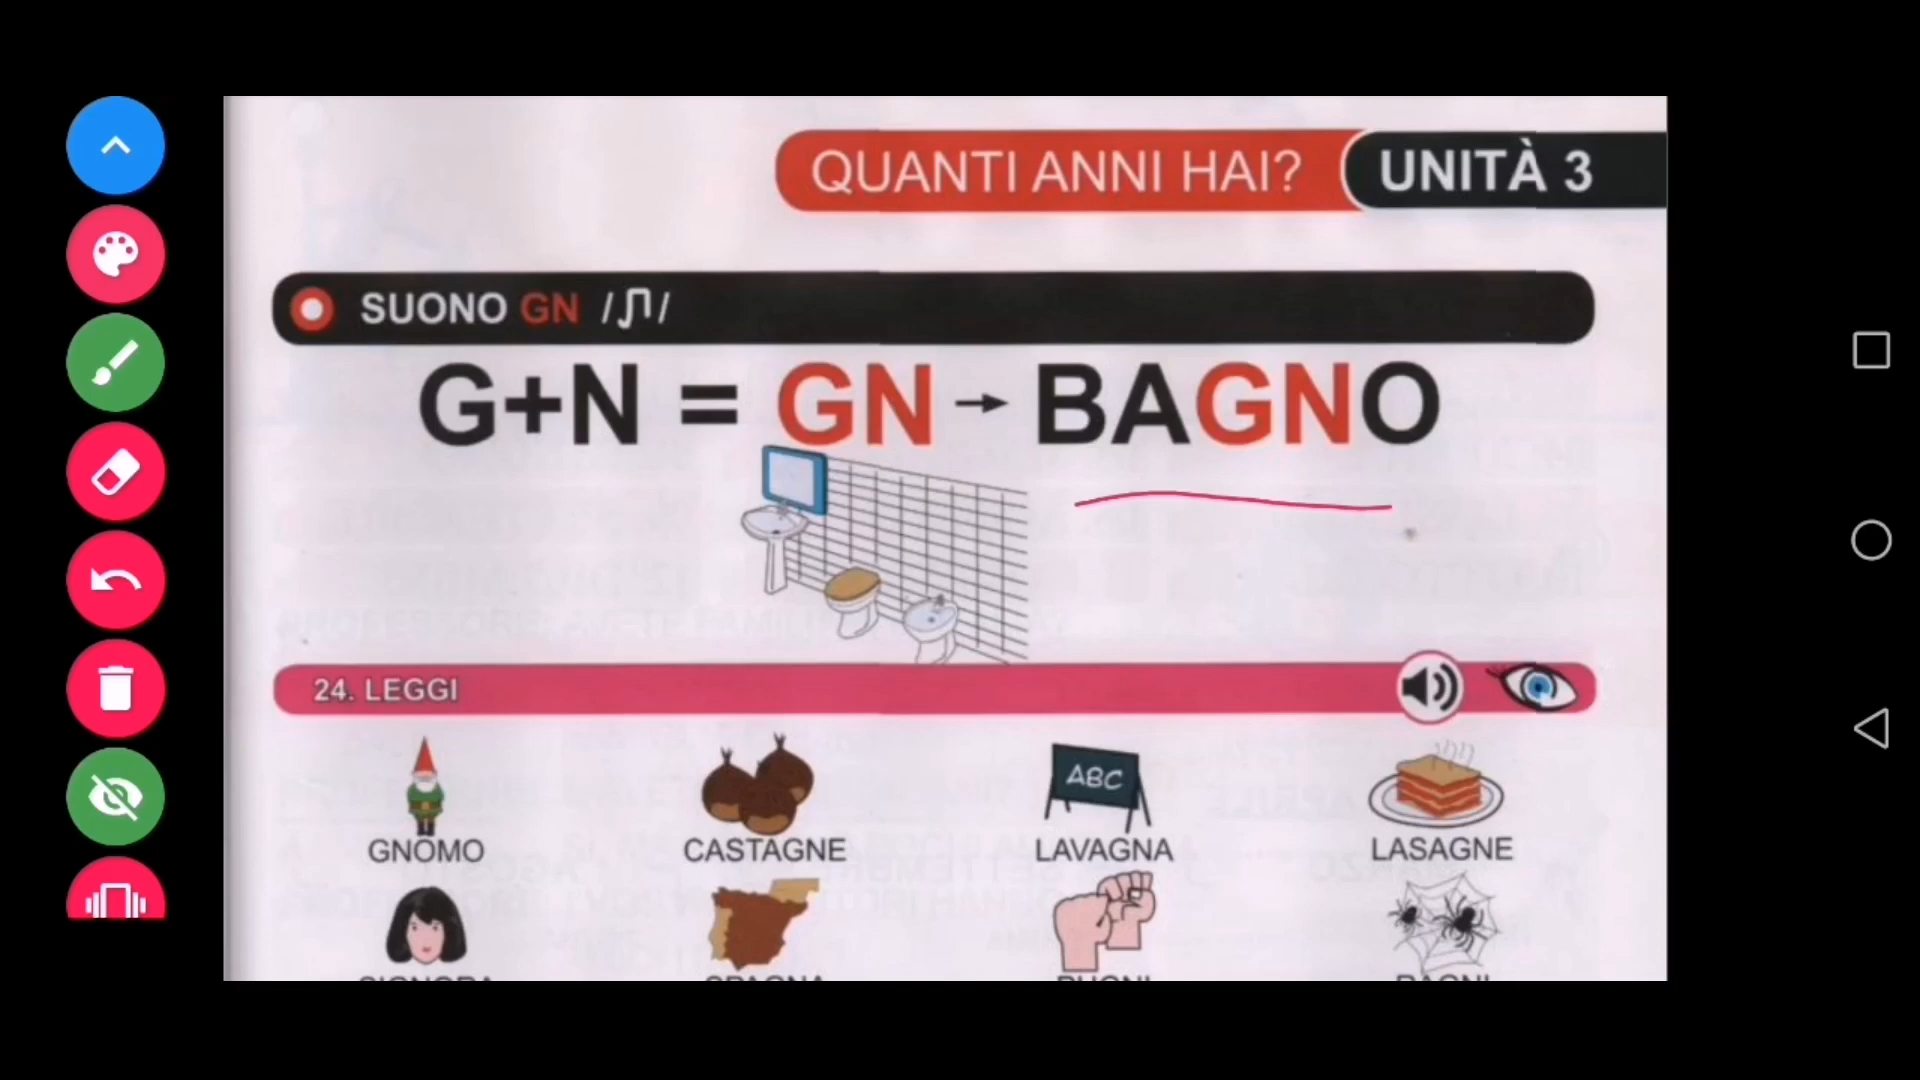 QUANTI ANNI HAI? UNITÀ 3
SUONO GN /ɲ/
G+N = GN → BAGNO
24. LEGGI
ABC
GNOMO CASTAGNE LAVAGNA LASAGNE